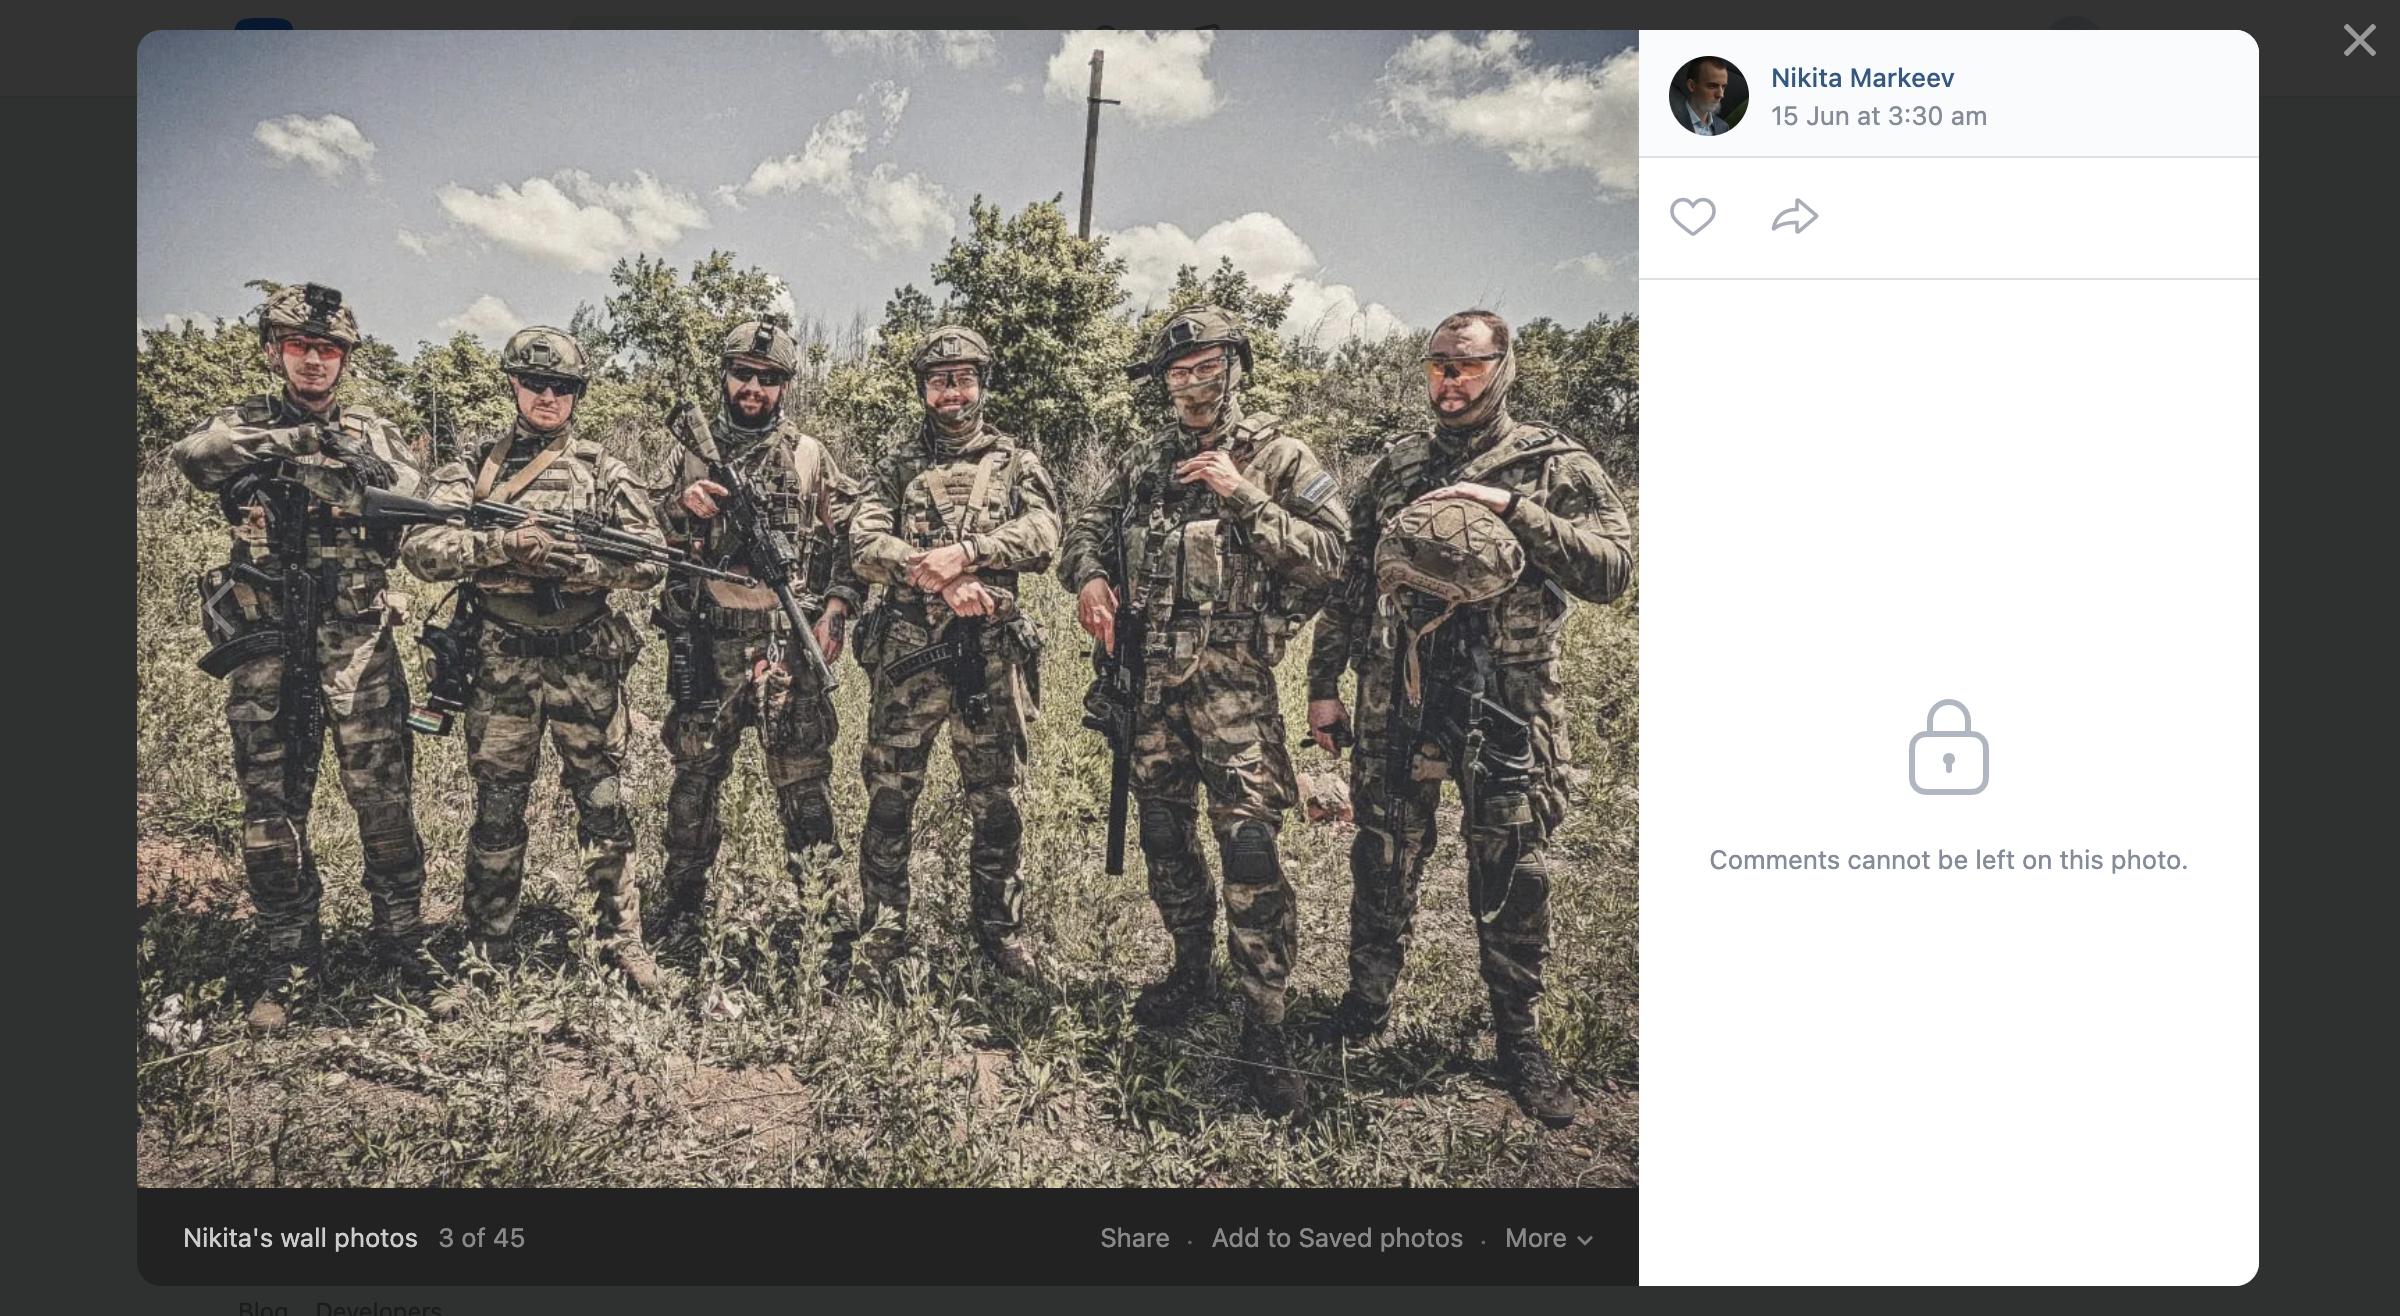 Nikita Markeev
15 Jun at 3:30 am
Comments cannot be left on this photo.
Nikita's wall photos 3 of 45
Share · Add to Saved photos · More
Blog Developers